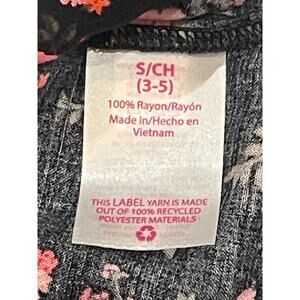 S/CH
(3-5)
100% Rayon/Rayón
Made in/Hecho en
Vietnam
THIS LABEL YARN IS MADE
OUT OF 100% RECYCLED
POLYESTER MATERIALS